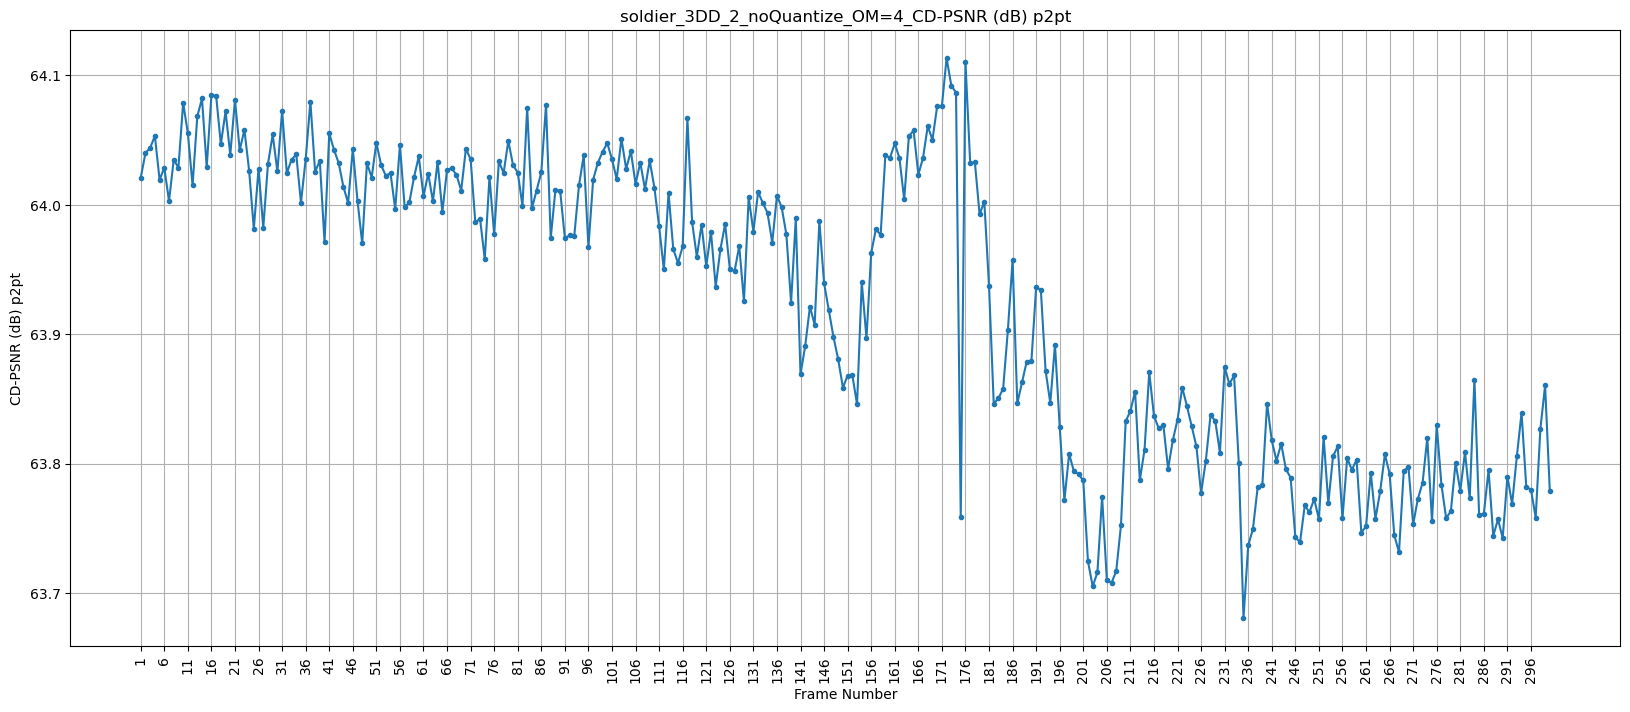 soldier_3DD_2_noQuantize_OM=4_CD-PSNR (dB) p2pt
CD-PSNR (dB) p2pt
64.1
64.0
63.9
63.8
63.7
1 6 11 16 21 26 31 36 41 46 51 56 61 66 71 76 81 86 91 96 101 106 111 116 121 126 131 136 141 146 151 156 161 166 171 176 181 186 191 196 201 206 211 216 221 226 231 236 241 246 251 256 261 266 271 276 281 286 291 296
Frame Number